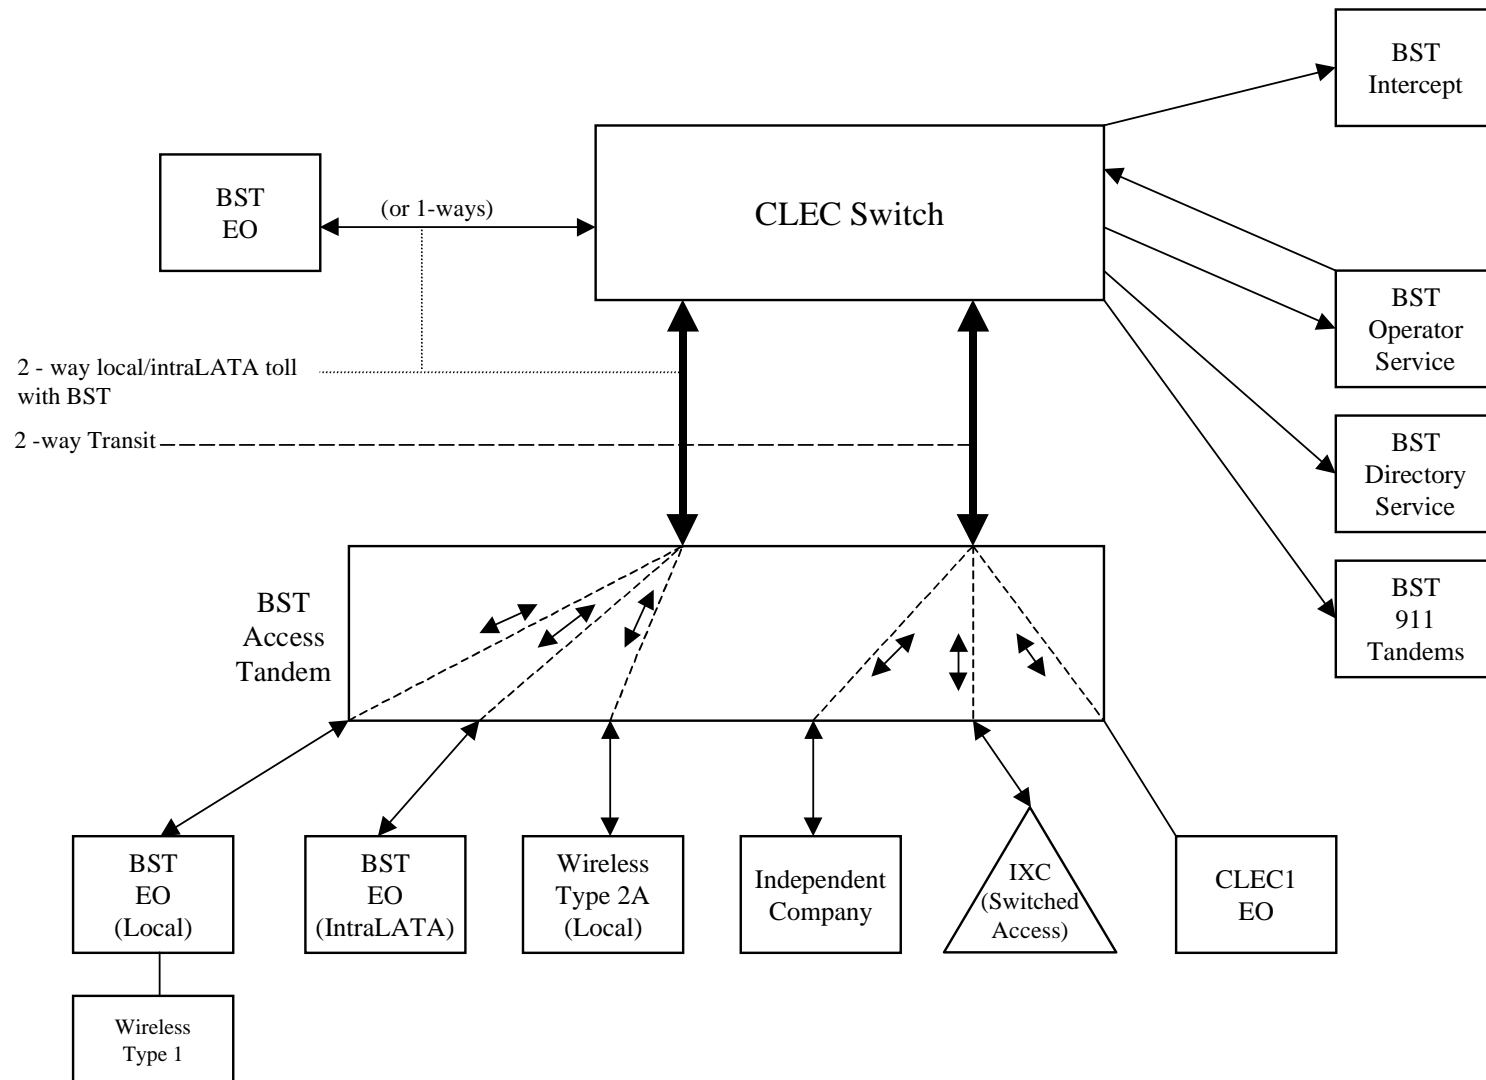 BST
Intercept
BST
EO
(or 1-ways)
CLEC Switch
BST
Operator
Service
2 - way local/intraLATA toll
with BST
2 -way Transit
BST
Directory
Service
BST
911
Tandems
BST
Access
Tandem
BST
EO
(Local)
BST
EO
(IntraLATA)
Wireless
Type 2A
(Local)
Independent
Company
IXC
(Switched
Access)
CLEC1
EO
Wireless
Type 1